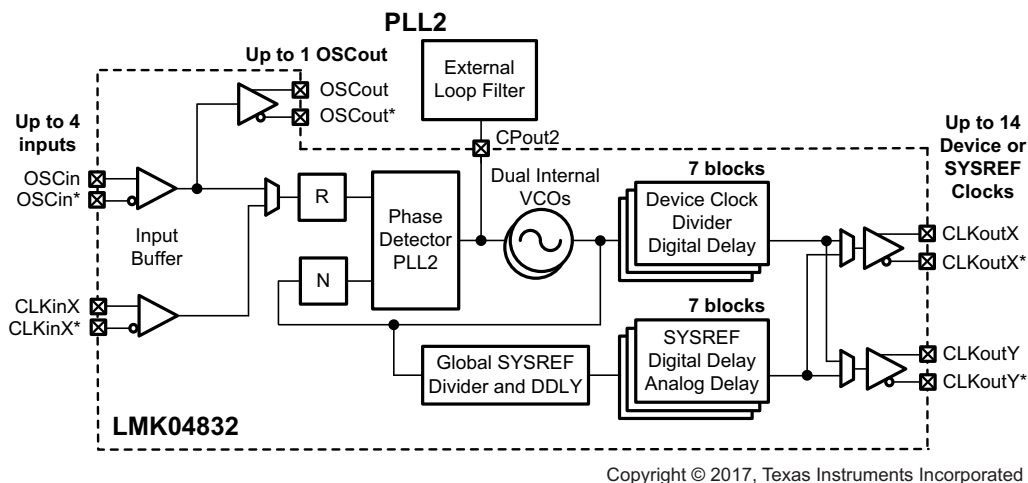 PLL2
Up to 1 OSCout
External
Loop Filter
OSCout
OSCout*
Up to 4
inputs
CPout2
Up to 14
Device or
SYSREF
Clocks
OSCin
OSCin*
Input
Buffer
R
Phase
Detector
PLL2
N
Dual Internal
VCOs
7 blocks
Device Clock
Divider
Digital Delay
CLKoutX
CLKoutX*
CLKinX
CLKinX*
7 blocks
Global SYSREF
Divider and DDLY
SYSREF
Digital Delay
Analog Delay
CLKoutY
CLKoutY*
LMK04832
Copyright © 2017, Texas Instruments Incorporated